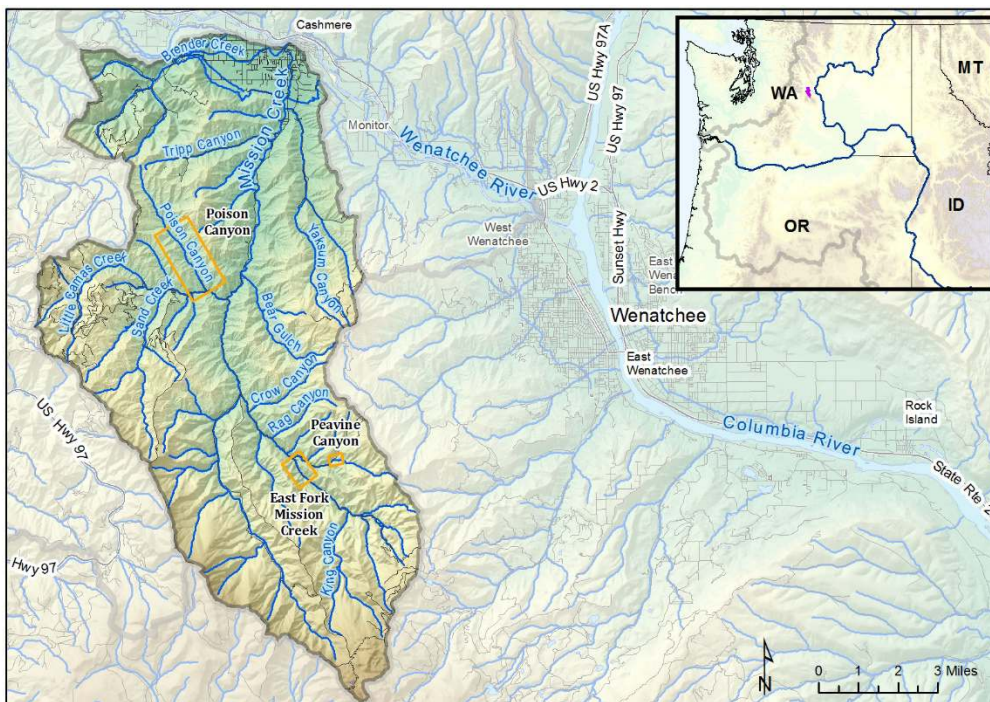 Cashmere
Brender Creek
Mission Creek
Monitor
Tripp Canyon
Wenatchee River
US Hwy 97A
US Hwy 97
US Hwy 2
Poison
Canyon
Poison Canyon
Yaksum Canyon
West
Wenatchee
Sunset Hwy
East
Wena
Bench
Little Camas Creek
Sand Creek
Bear Gulch
Wenatchee
East
Wenatchee
Crow Canyon
Rag Canyon
Peavine
Canyon
Columbia River
Rock
Island
State Rte 2
US Hwy 97
East Fork
Mission
Creek
King Canyon
Hwy 97
WA
MT
OR
ID
N
0 1 2 3 Miles